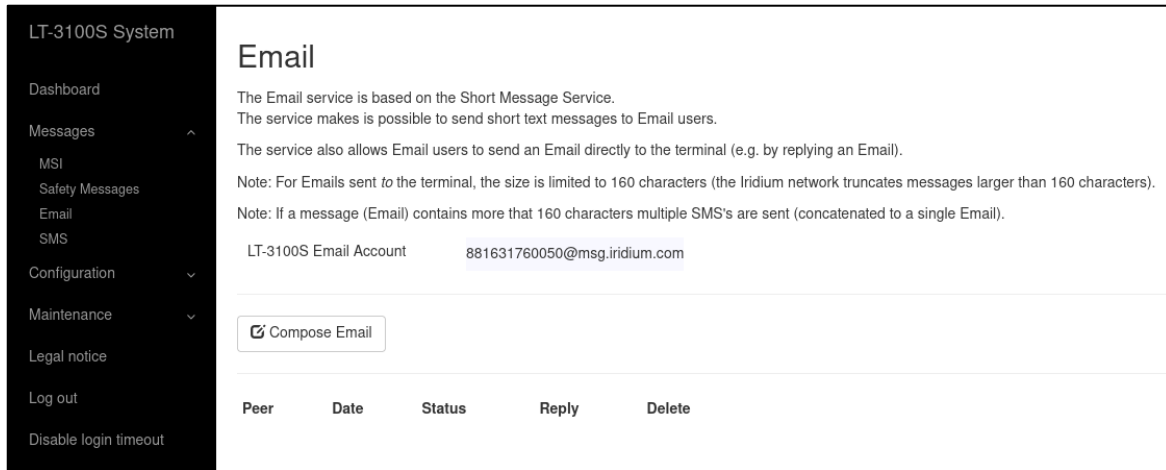 LT-3100S System
Dashboard
Messages
MSI
Safety Messages
Email
SMS
Configuration
Maintenance
Legal notice
Log out
Disable login timeout
Email
The Email service is based on the Short Message Service.
The service makes is possible to send short text messages to Email users.
The service also allows Email users to send an Email directly to the terminal (e.g. by replying an Email).
Note: For Emails sent to the terminal, the size is limited to 160 characters (the Iridium network truncates messages larger than 160 characters).
Note: If a message (Email) contains more that 160 characters multiple SMS's are sent (concatenated to a single Email).
LT-3100S Email Account 881631760050@msg.iridium.com
Compose Email
Peer Date Status Reply Delete